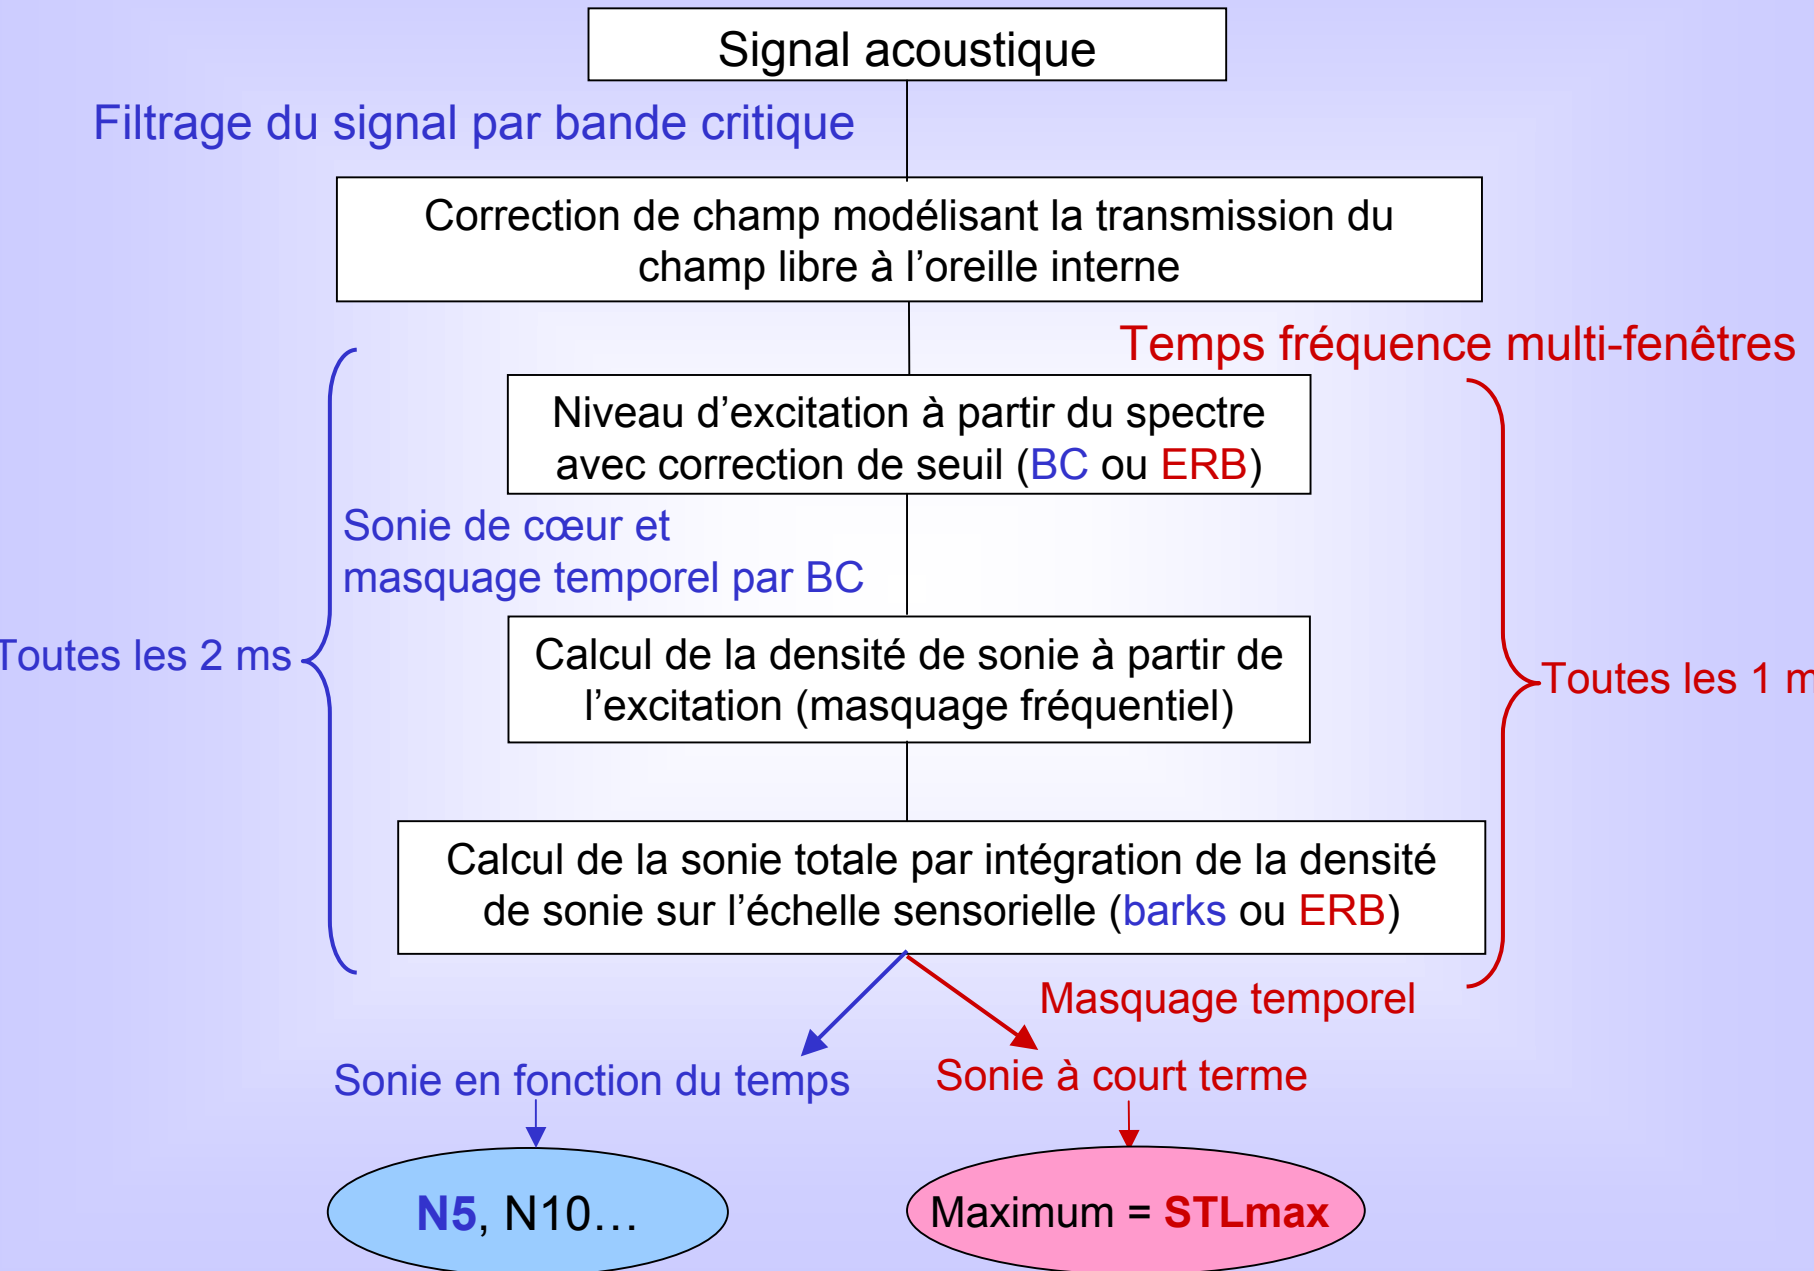 Signal acoustique
Filtrage du signal par bande critique
Correction de champ modélisant la transmission du
champ libre à l’oreille interne
Temps fréquence multi-fenêtres
Niveau d’excitation à partir du spectre
avec correction de seuil (BC ou ERB)
Sonie de cœur et
masquage temporel par BC
Toutes les 2 ms
Calcul de la densité de sonie à partir de
l’excitation (masquage fréquentiel)
Toutes les 1 m
Calcul de la sonie totale par intégration de la densité
de sonie sur l’échelle sensorielle (barks ou ERB)
Masquage temporel
Sonie en fonction du temps
Sonie à court terme
N5, N10…
Maximum = STLmax